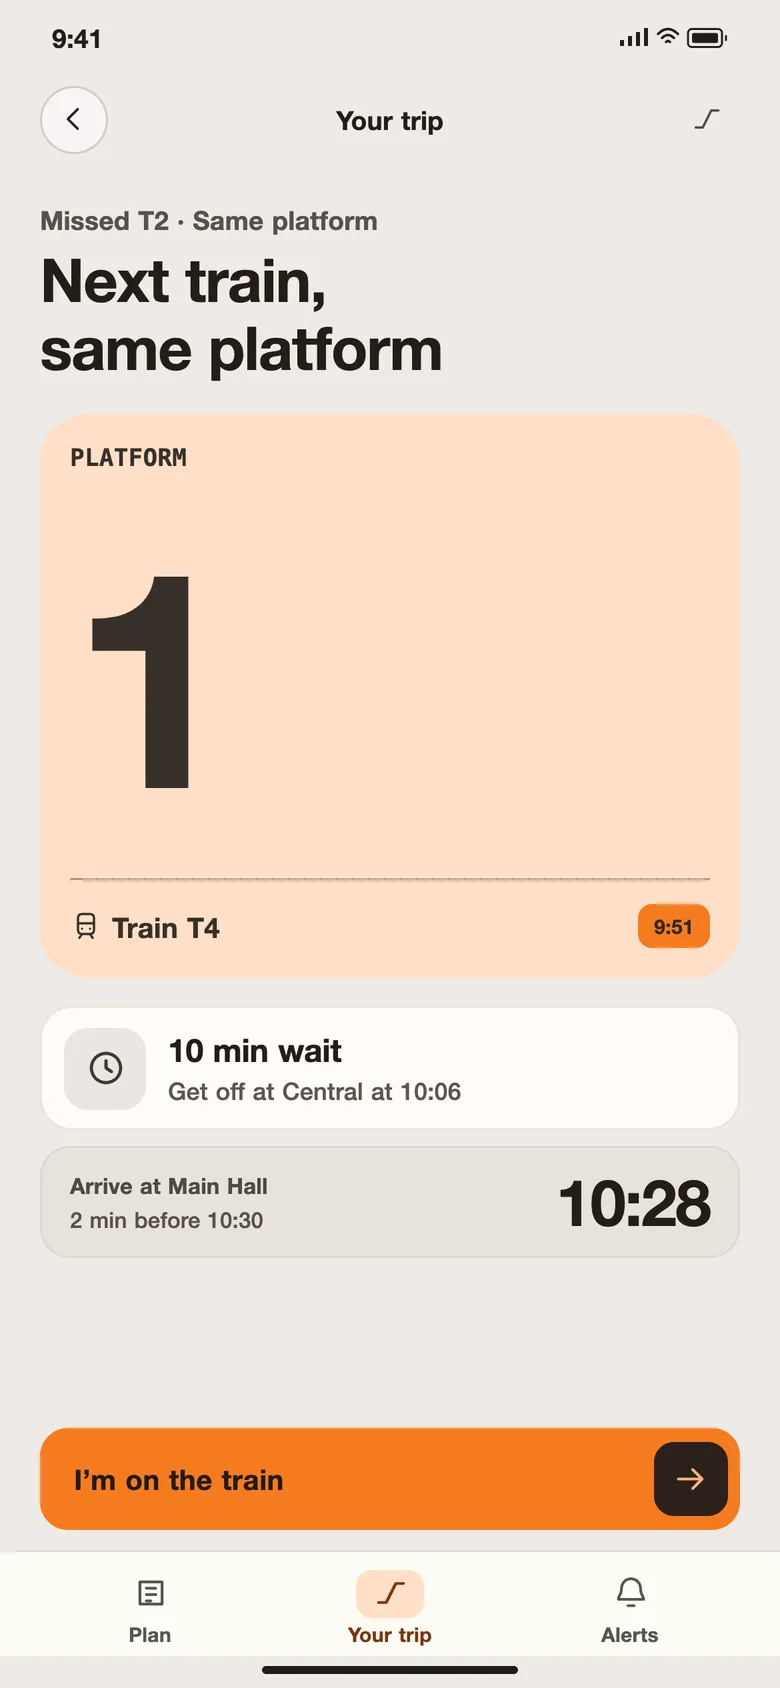 9:41
Your trip
Missed T2 · Same platform
Next train,
same platform
PLATFORM
1
Train T4
9:51
10 min wait
Get off at Central at 10:06
Arrive at Main Hall
2 min before 10:30
10:28
I’m on the train
Plan
Your trip
Alerts